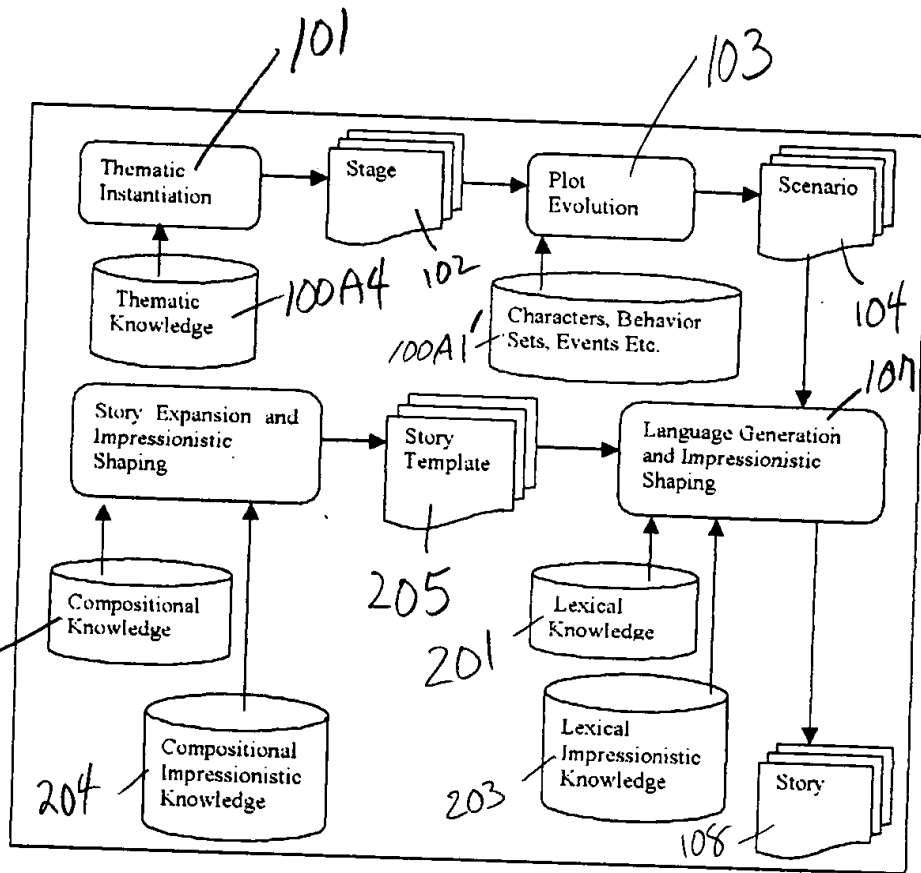 101
103
Thematic
Instantiation
Stage
Plot
Evolution
Scenario
102
104
Thematic
Knowledge
100A4
Characters, Behavior
Sets, Events Etc.
100A1'
107
Story Expansion and
Impressionistic
Shaping
Story
Template
Language Generation
and Impressionistic
Shaping
205
Compositional
Knowledge
Lexical
Knowledge
201
Compositional
Impressionistic
Knowledge
204
Lexical
Impressionistic
Knowledge
203
Story
108